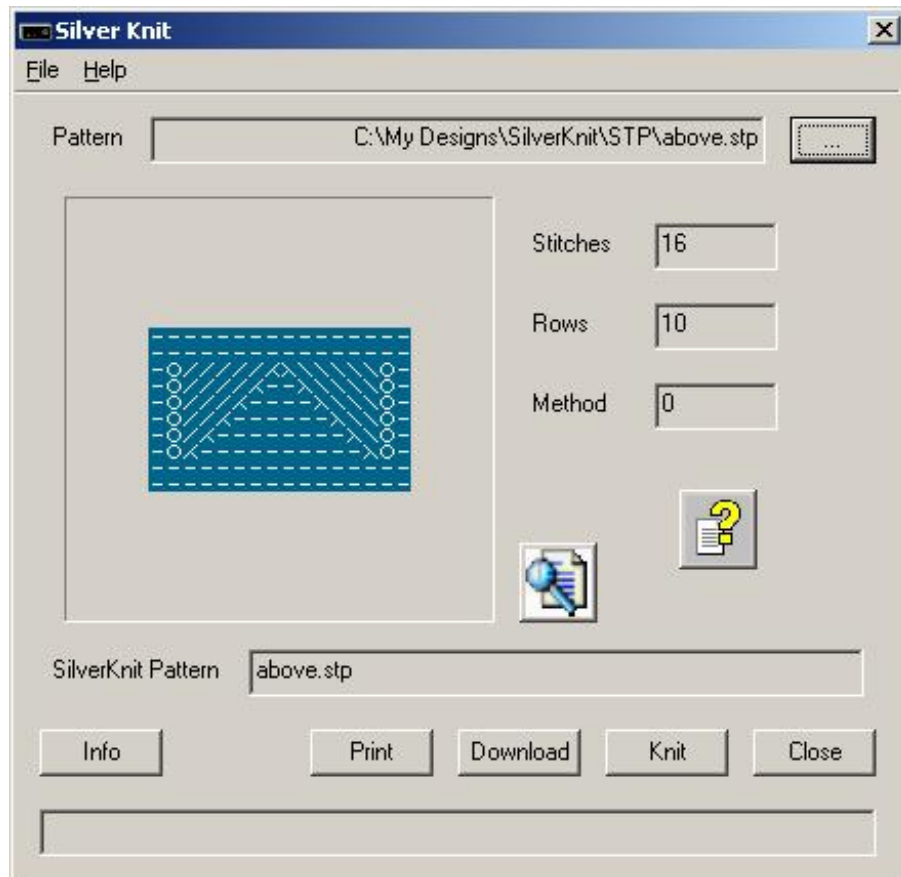 Silver Knit
File Help
Pattern C:\My Designs\SilverKnit\STP\above.stp ...
Stitches 16
Rows 10
Method 0
SilverKnit Pattern above.stp
Info Print Download Knit Close